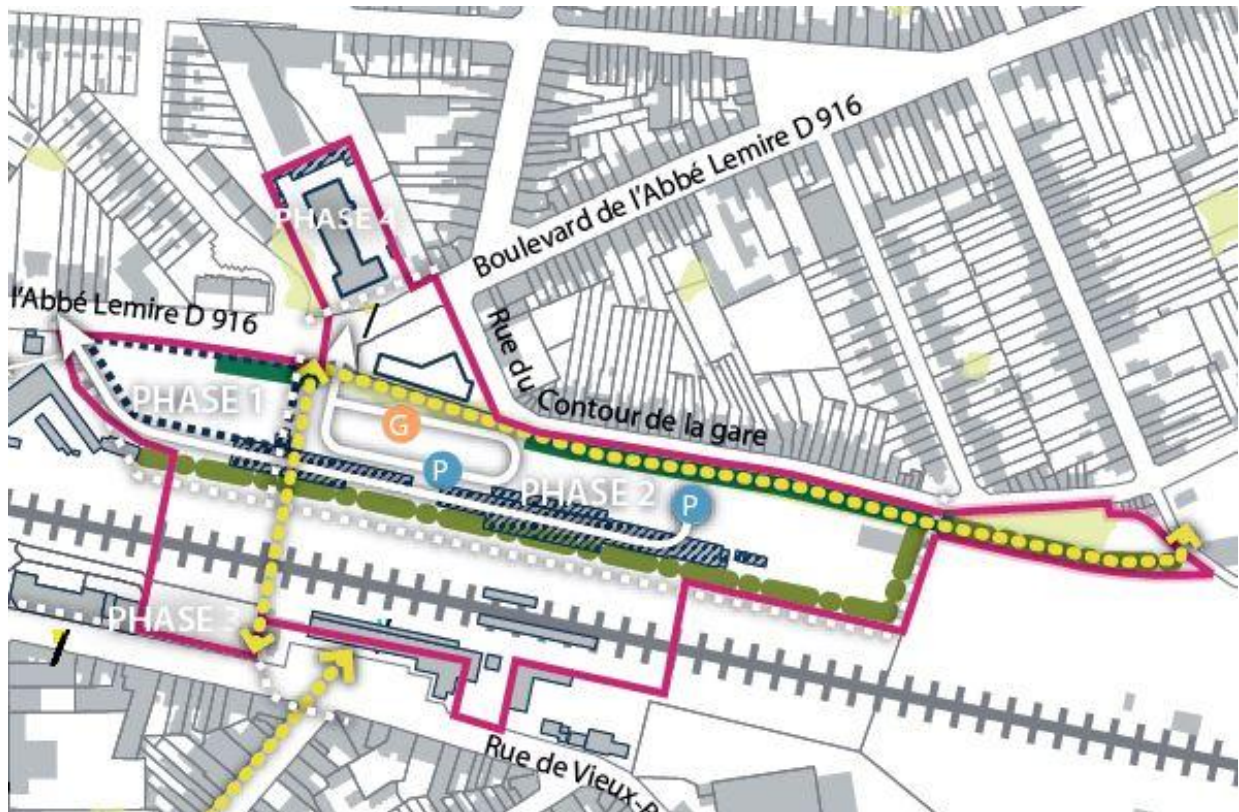 PHASE 4
Boulevard de l'Abbé Lemire D 916
l'Abbé Lemire D 916
Rue du Contour de la gare
PHASE 1
G
P
PHASE 2
P
PHASE 3
Rue de Vieux-